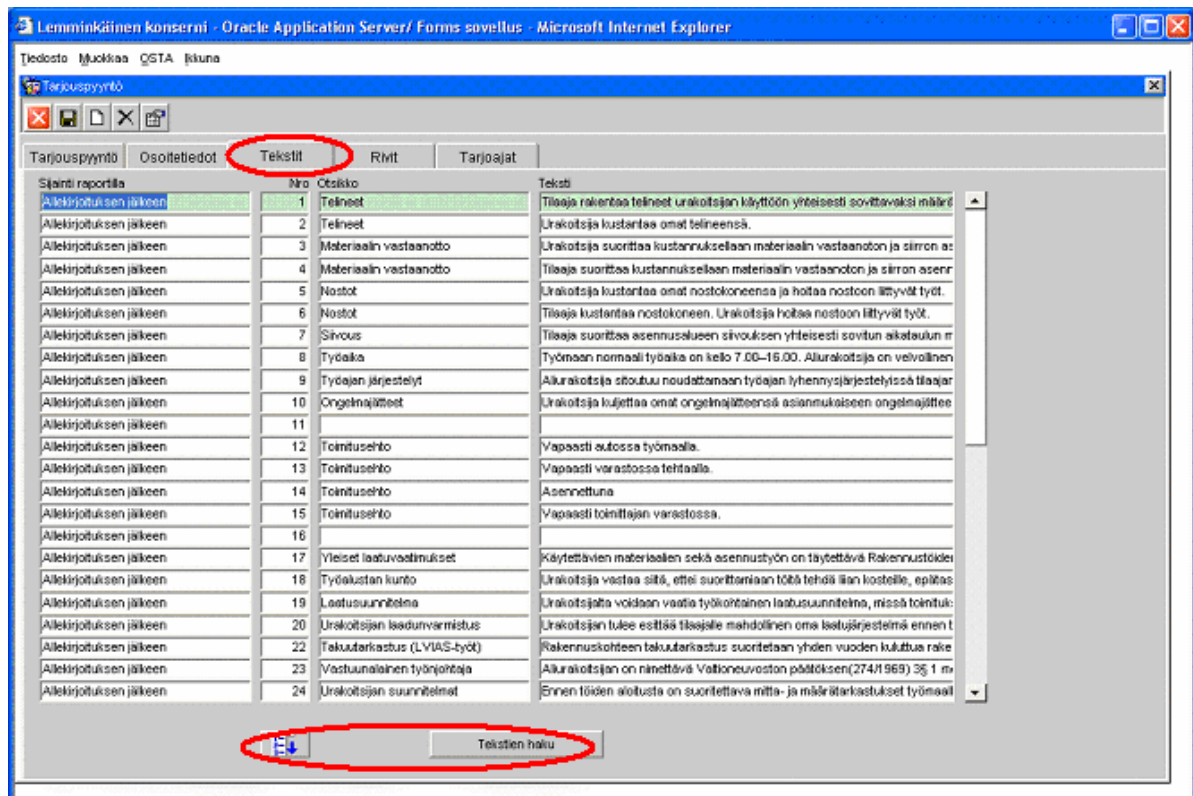 Lemminkäinen konserni - Oracle Application Server/ Forms sovellus - Microsoft Internet Explorer
Tiedosto Muokkaa OSTA Ikkuna
Tarjouspyyntö
Tarjouspyyntö Osoitetiedot Tekstit Rivit Tarjoajat
Sijainti raportilla Nro Otsikko Teksti
Allekirjoituksen jälkeen 1 Telineet Tilaaja rakentaa telineet urakoitsijan käyttöön yhteisesti sovittavaksi määrä
Allekirjoituksen jälkeen 2 Telineet Urakoitsija kustantaa omat telineensä.
Allekirjoituksen jälkeen 3 Materiaalin vastaanotto Urakoitsija suorittaa kustannuksellaan materiaalin vastaanoton ja siirron as
Allekirjoituksen jälkeen 4 Materiaalin vastaanotto Tilaaja suorittaa kustannuksellaan materiaalin vastaanoton ja siirron asenn
Allekirjoituksen jälkeen 5 Nostot Urakoitsija kustantaa omat nostokoneensa ja hoitaa nostoon liittyvät työt.
Allekirjoituksen jälkeen 6 Nostot Tilaaja kustantaa nostokoneen. Urakoitsija hoitaa nostoon liittyvät työt.
Allekirjoituksen jälkeen 7 Siivous Tilaaja suorittaa asennusalueen siivouksen yhteisesti sovitun aikataulun m
Allekirjoituksen jälkeen 8 Työaika Työmaan normaali työaika on kello 7.00–16.00. Aliurakoitsija on velvollinen
Allekirjoituksen jälkeen 9 Työajan järjestelyt Aliurakoitsija sitoutuu noudattamaan työajan lyhennysjärjestelyissä tilaajan
Allekirjoituksen jälkeen 10 Ongelmajätteet Urakoitsija kuljettaa omat ongelmajätteensä asianmukaiseen ongelmajättee
Allekirjoituksen jälkeen 11
Allekirjoituksen jälkeen 12 Toimitusehto Vapaasti autossa työmaalla.
Allekirjoituksen jälkeen 13 Toimitusehto Vapaasti varastossa tehtaalla.
Allekirjoituksen jälkeen 14 Toimitusehto Asennettuna
Allekirjoituksen jälkeen 15 Toimitusehto Vapaasti toimittajan varastossa.
Allekirjoituksen jälkeen 16
Allekirjoituksen jälkeen 17 Yleiset laatuvaatimukset Käytettävien materiaalien sekä asennustyön on täytettävä Rakennustöiden
Allekirjoituksen jälkeen 18 Työalustan kunto Urakoitsija vastaa siitä, ettei suorittamiaan töitä tehdä liian kosteille, epätas
Allekirjoituksen jälkeen 19 Laatusuunnitelma Urakoitsijalta voidaan vaatia työkohtainen laatusuunnitelma, missä toimituks
Allekirjoituksen jälkeen 20 Urakoitsijan laadunvarmistus Urakoitsijan tulee esittää tilaajalle mahdollinen oma laatujärjestelmä ennen t
Allekirjoituksen jälkeen 22 Takuutarkastus (LVIAS-työt) Rakennuskohteen takuutarkastus suoritetaan yhden vuoden kuluttua rake
Allekirjoituksen jälkeen 23 Vastuunalainen työnjohtaja Aliurakoitsijan on nimettävä Valtioneuvoston päätöksen(274/1969) 3§ 1 m
Allekirjoituksen jälkeen 24 Urakoitsijan suunnitelmat Ennen töiden aloitusta on suoritettava mitta- ja määrätarkastukset työmaall
Tekstien haku